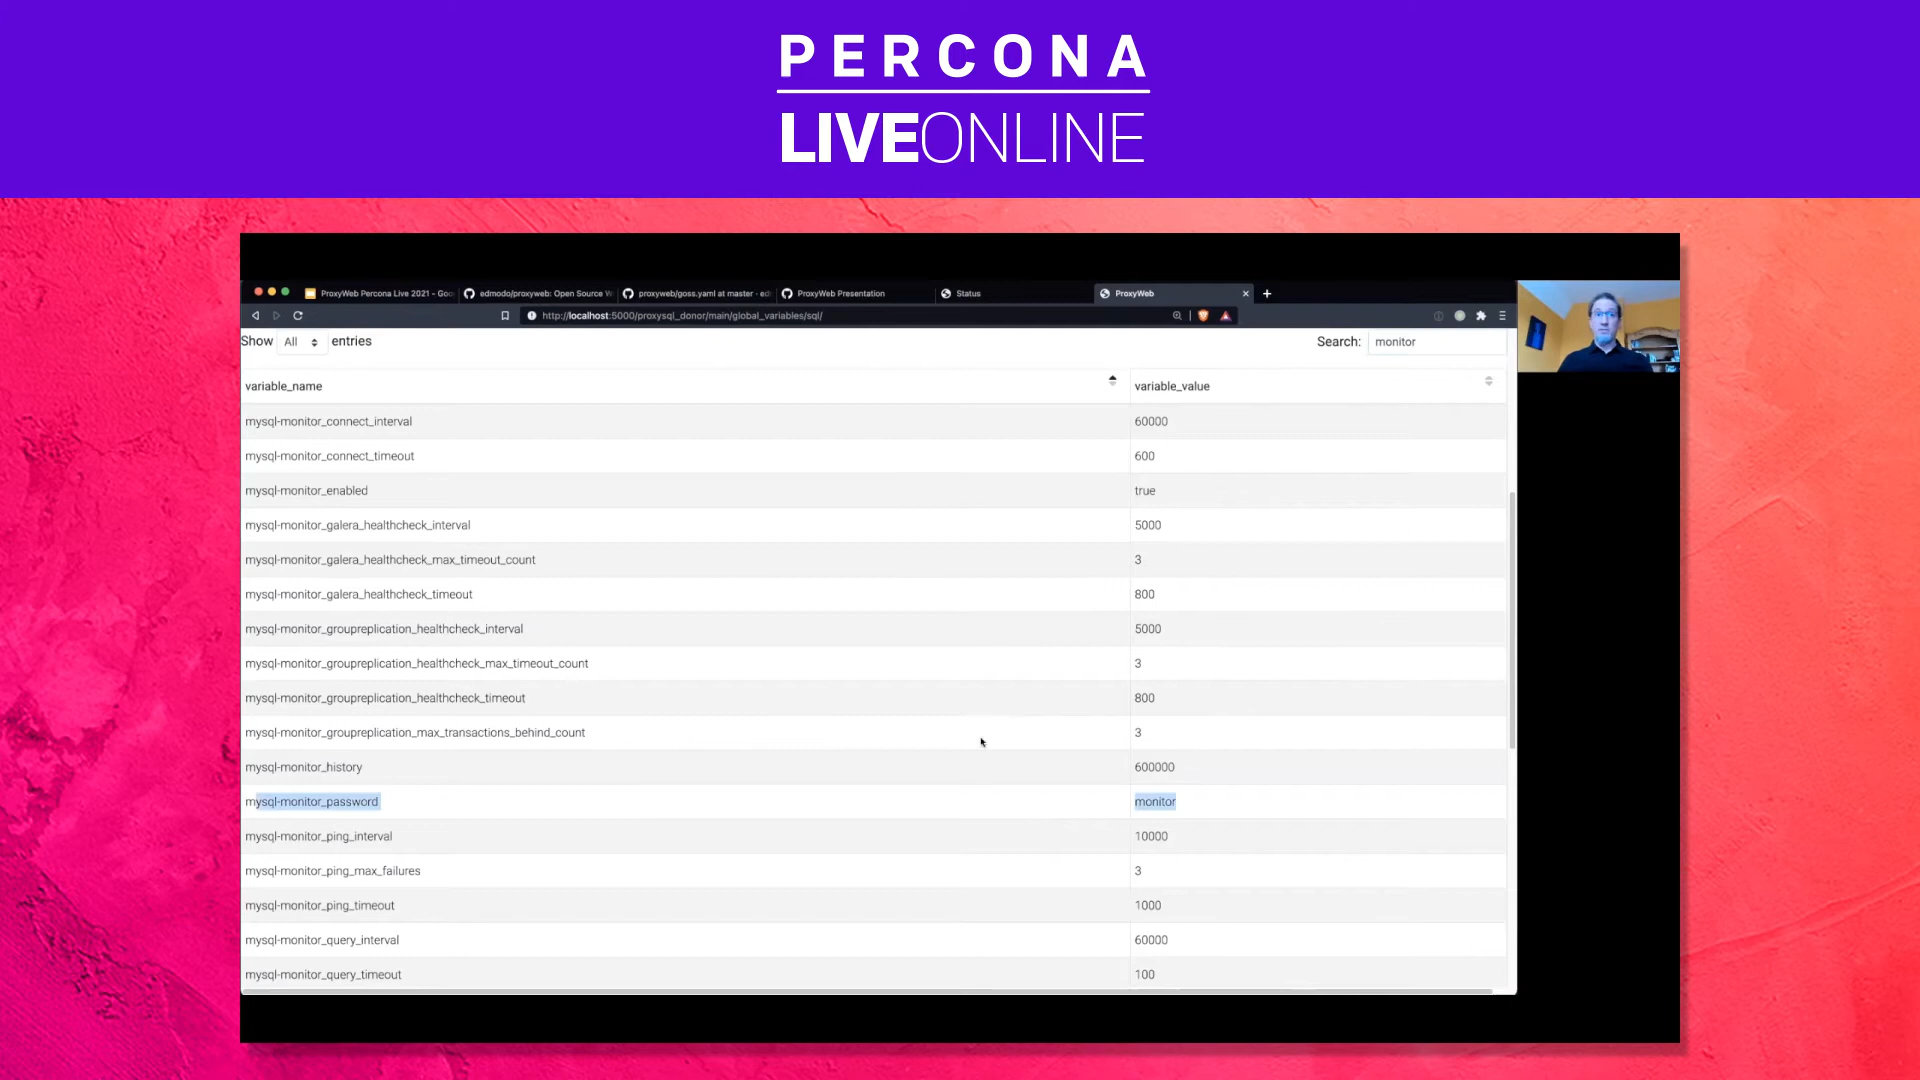 PERCONA
LIVEONLINE
ProxyWeb Percona Live 2021 - Goo
edmodo/proxyweb: Open Source W
proxyweb/goss.yaml at master · ed
ProxyWeb Presentation
Status
ProxyWeb
http://localhost:5000/proxysql_donor/main/global_variables/sql/
Show All entries
Search: monitor
variable_name variable_value
mysql-monitor_connect_interval 60000
mysql-monitor_connect_timeout 600
mysql-monitor_enabled true
mysql-monitor_galera_healthcheck_interval 5000
mysql-monitor_galera_healthcheck_max_timeout_count 3
mysql-monitor_galera_healthcheck_timeout 800
mysql-monitor_groupreplication_healthcheck_interval 5000
mysql-monitor_groupreplication_healthcheck_max_timeout_count 3
mysql-monitor_groupreplication_healthcheck_timeout 800
mysql-monitor_groupreplication_max_transactions_behind_count 3
mysql-monitor_history 600000
mysql-monitor_password monitor
mysql-monitor_ping_interval 10000
mysql-monitor_ping_max_failures 3
mysql-monitor_ping_timeout 1000
mysql-monitor_query_interval 60000
mysql-monitor_query_timeout 100